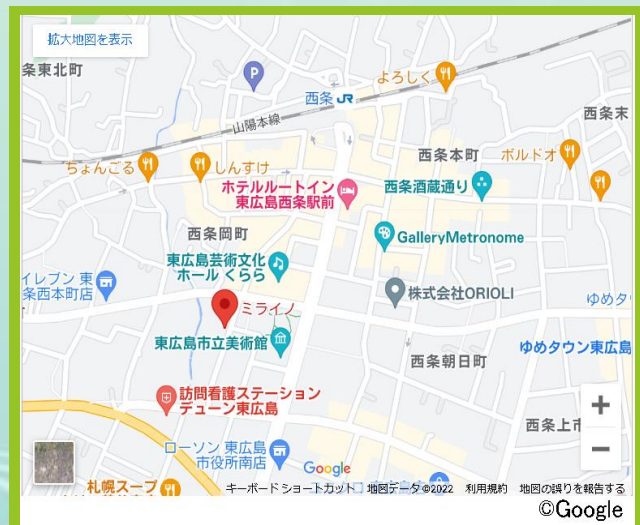 拡大地図を表示
条東北町
P
よろしく
西条 JR
山陽本線
西条末
ちょんごる
しんすけ
西条本町
ボルドオ
ホテルルートイン
東広島西条駅前
西条酒蔵通り
西条岡町
GalleryMetronome
東広島芸術文化
ホール くらら
イレブン 東
条西本町店
ミライノ
株式会社ORIOLI
ゆめタ
東広島市立美術館
ゆめタウン東広島
西条朝日町
訪問看護ステーション
デューン東広島
+
西条上市
−
ローソン 東広島
市役所南店
Google
札幌スープ
キーボード ショートカット 地図データ ©2022 利用規約 地図の誤りを報告する
©Google